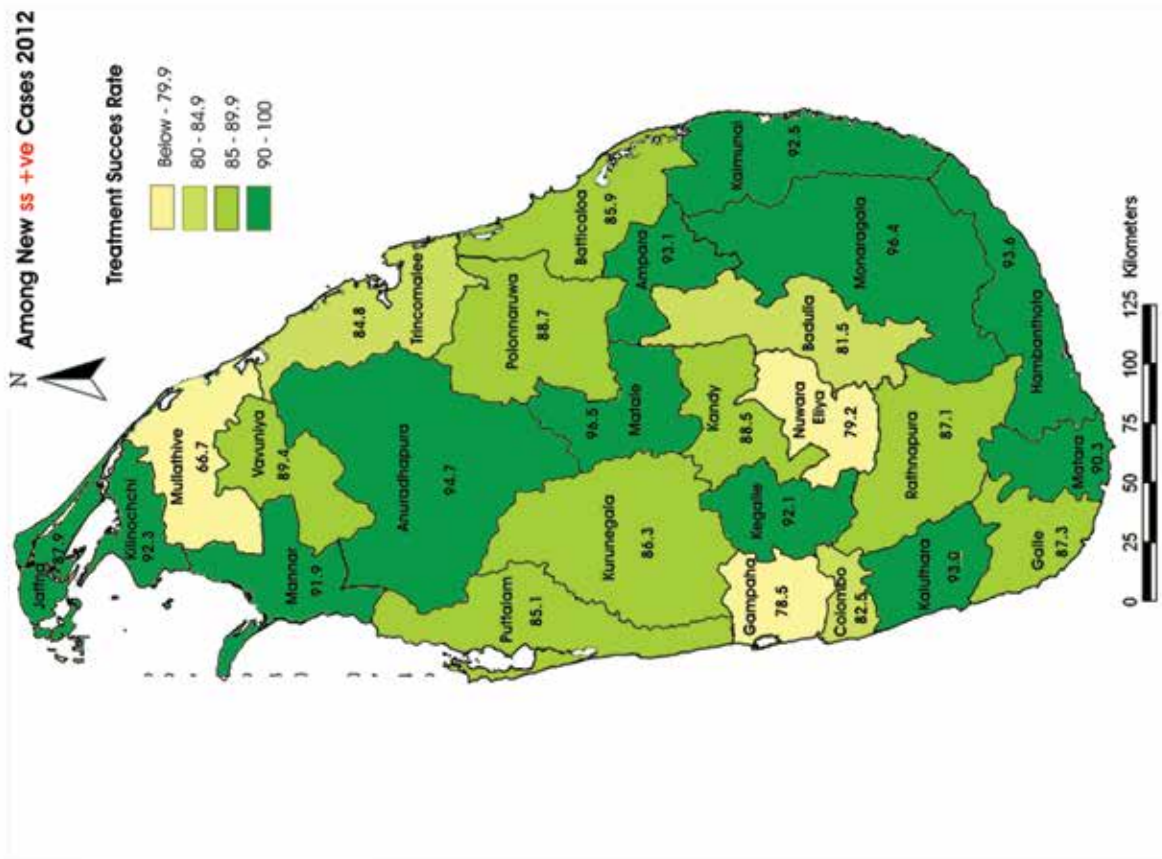 N
Among New ss +ve Cases 2012
Treatment Succes Rate
Below - 79.9
80 - 84.9
85 - 89.9
90 - 100
Jaffna
Kilinochchi
92.3
Mullathive
66.7
Vavuniya
89.4
Mannar
91.9
Trincomalee
84.8
Anuradhapura
94.7
Polonnaruwa
88.7
Batticaloa
85.9
Puttalam
85.1
Kurunegala
86.3
Matale
96.5
Ampara
93.1
Kalmunai
92.5
Kandy
88.5
Kegalle
92.1
Gampaha
78.5
Nuwara
Eliya
79.2
Badulla
81.5
Monaragala
96.4
Colombo
82.5
Rathnapura
87.1
Kaluthara
93.0
Galle
87.3
Matara
90.3
Hambanthota
93.6
0 25 50 75 100 125
Kilometers